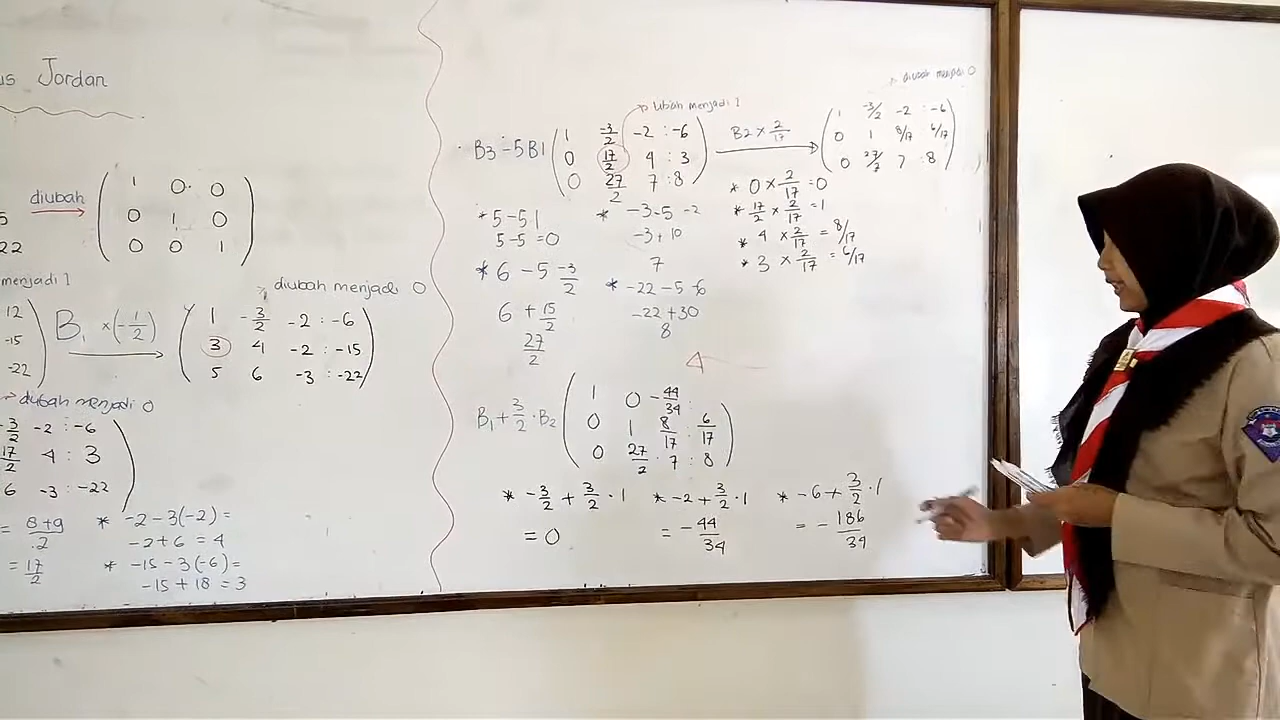 us Jordan
5 diubah ( 1 0. 0
0 1 0
22 0 0 1 )
menjadi 1
diubah menjadi 0
12
-15
-22 ) B₁ ×(-1/2) ( 1 -3/2 -2 : -6
3 4 -2 : -15
5 6 -3 : -22 )
diubah menjadi 0
-3/2 -2 : -6
17/2 4 : 3
6 -3 : -22 )
= 8+9/.2
= 17/2
* -2-3(-2) =
-2+6 = 4
* -15-3(-6)=
-15+18 = 3
Ubah menjadi 1
B3-5B1 ( 1 -3/2 -2 : -6
0 17/2 4 : 3
0 27/2 7 : 8 )
B2 × 2/17
diubah menjadi 0
( 1 -3/2 -2 : -6
0 1 8/17 6/17
0 27/2 7 : 8 )
* 5-5 1
5-5 = 0
* -3-5 -2
-3+10
7
* 6 - 5 -3/2
6 + 15/2
27/2
* -22-5 -6
-22+30
8
* 0 × 2/17 = 0
* 17/2 × 2/17 = 1
* 4 × 2/17 = 8/17
* 3 × 2/17 = 6/17
B₁ + 3/2 · B₂ ( 1 0 -44/34 :
0 1 8/17 : 6/17
0 27/2 · 7 : 8 )
* -3/2 + 3/2 · 1
= 0
* -2 + 3/2 · 1
= -44/34
* -6 + 3/2 · 1
= -186/34